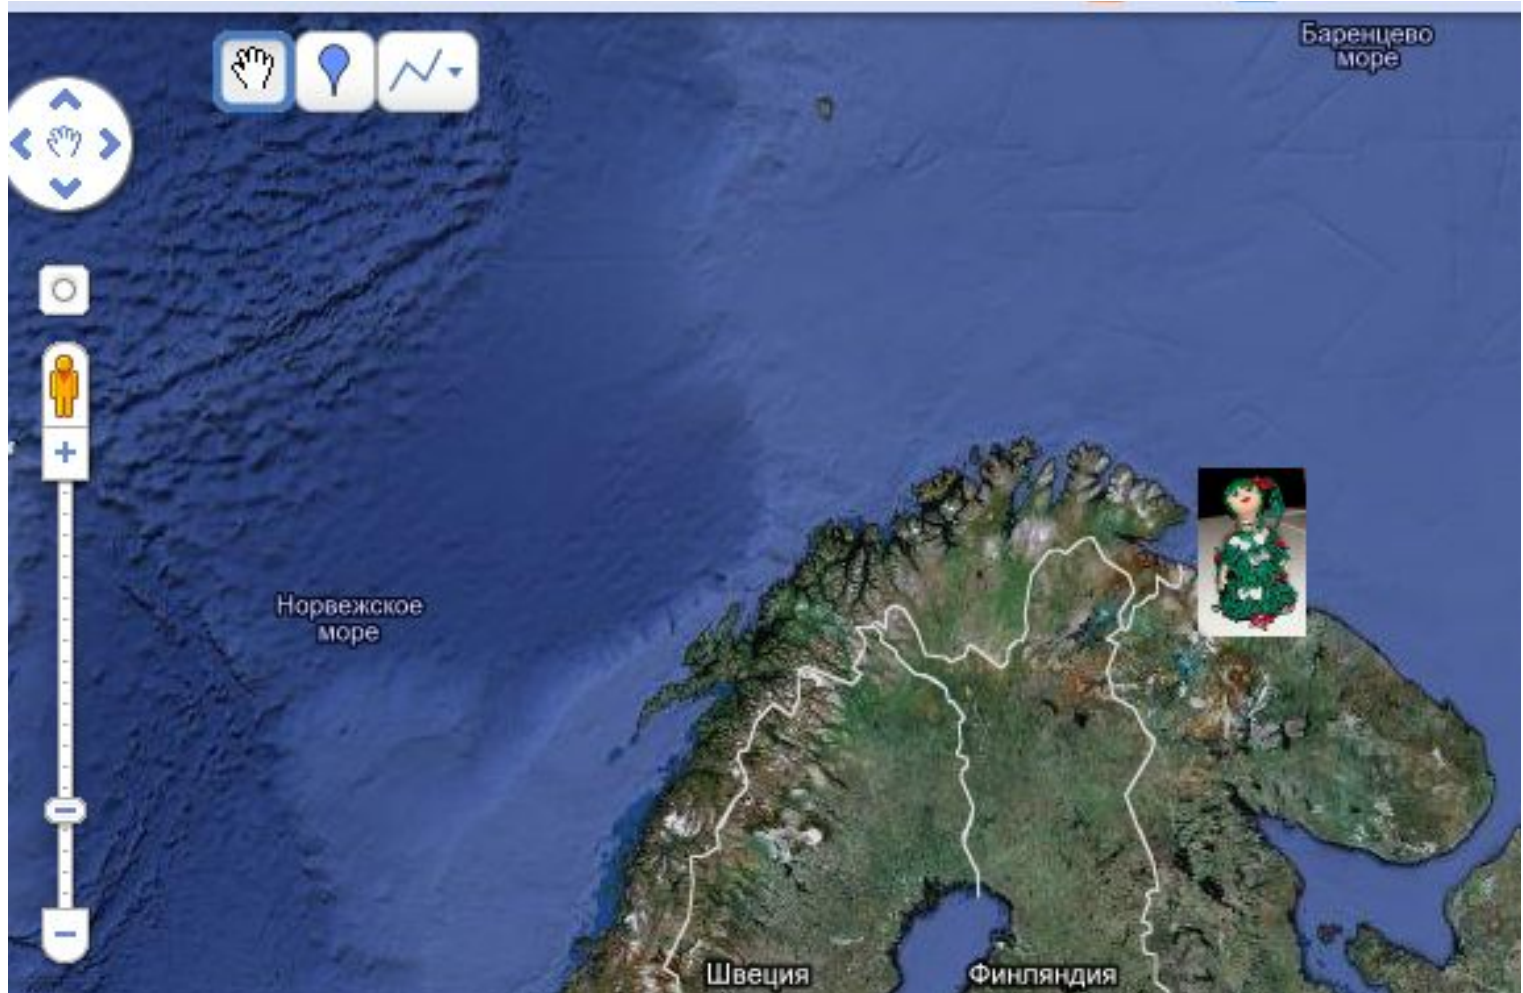 Баренцево
море
Норвежское
море
Швеция
Финляндия